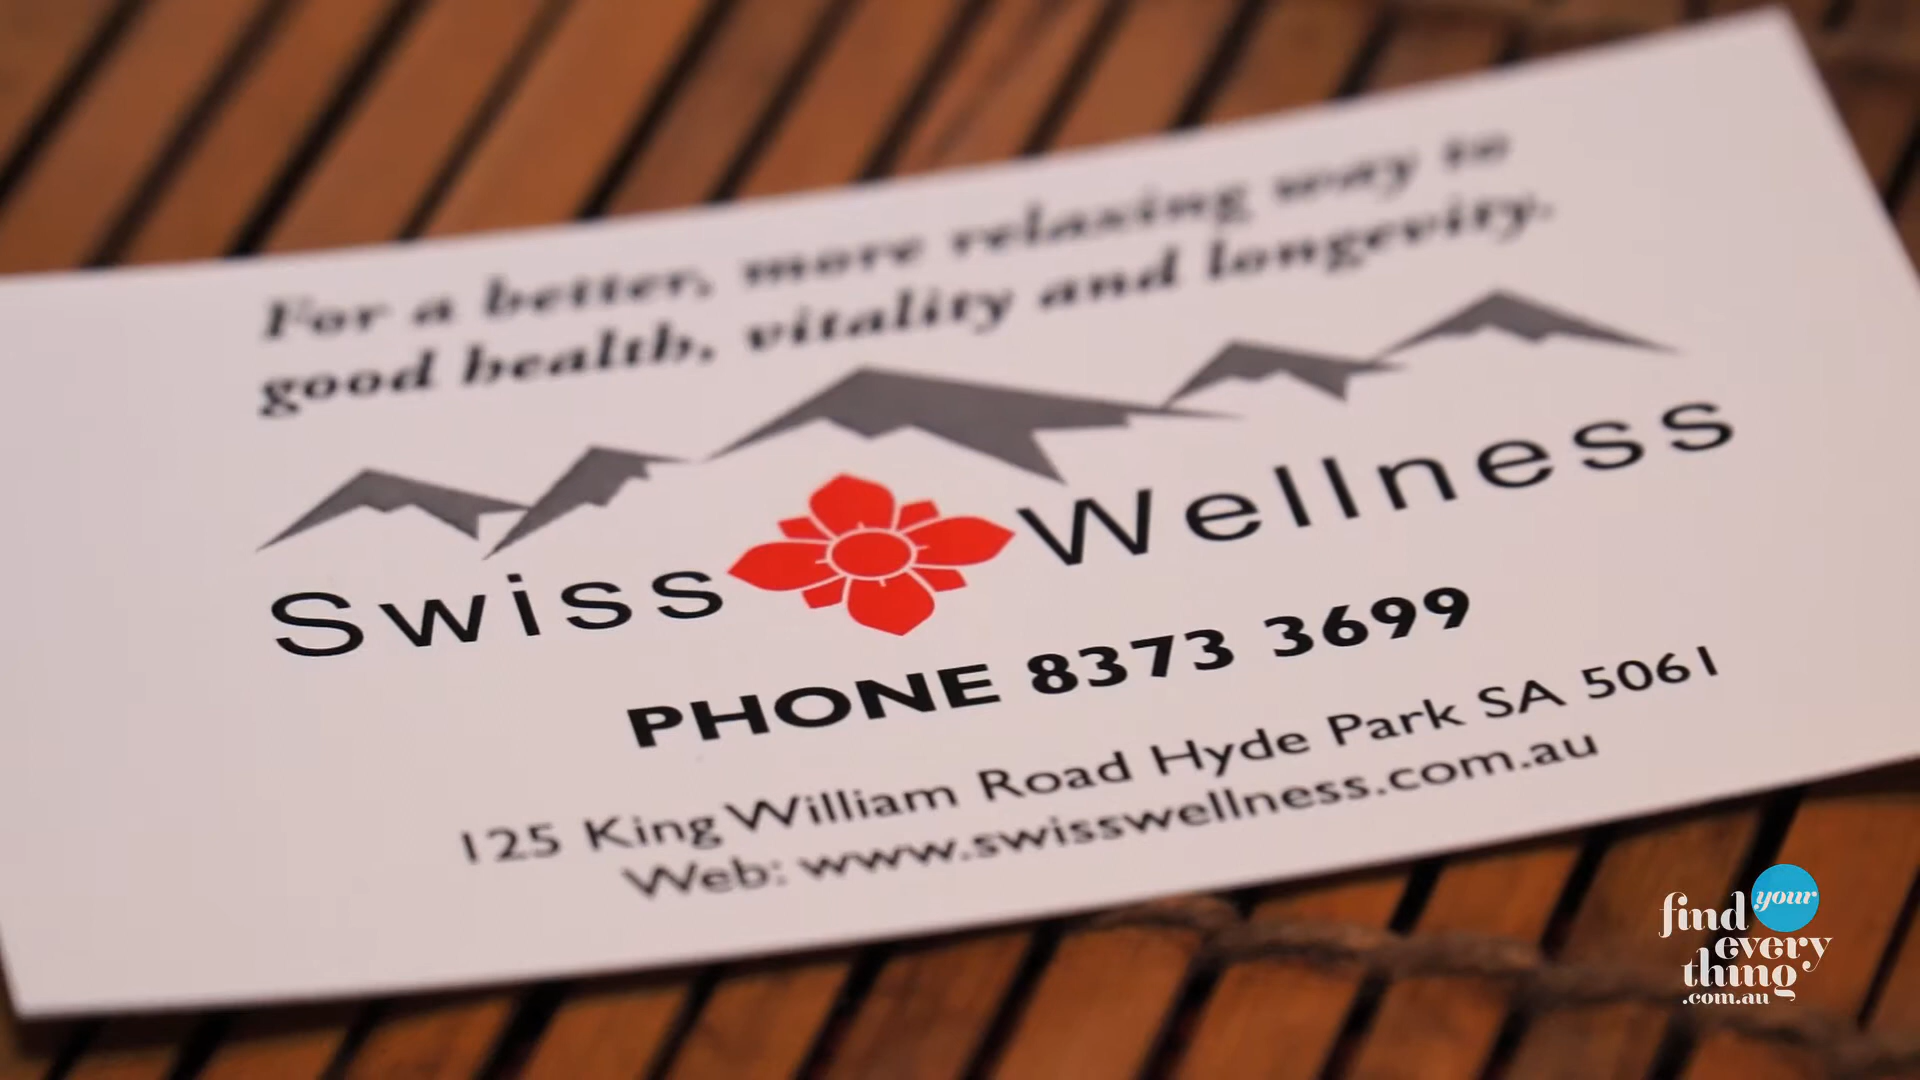 For a better, more relaxing way to
good health, vitality and longevity.
Swiss Wellness
PHONE 8373 3699
125 King William Road Hyde Park SA 5061
Web: www.swisswellness.com.au
find your
every
thing
.com.au